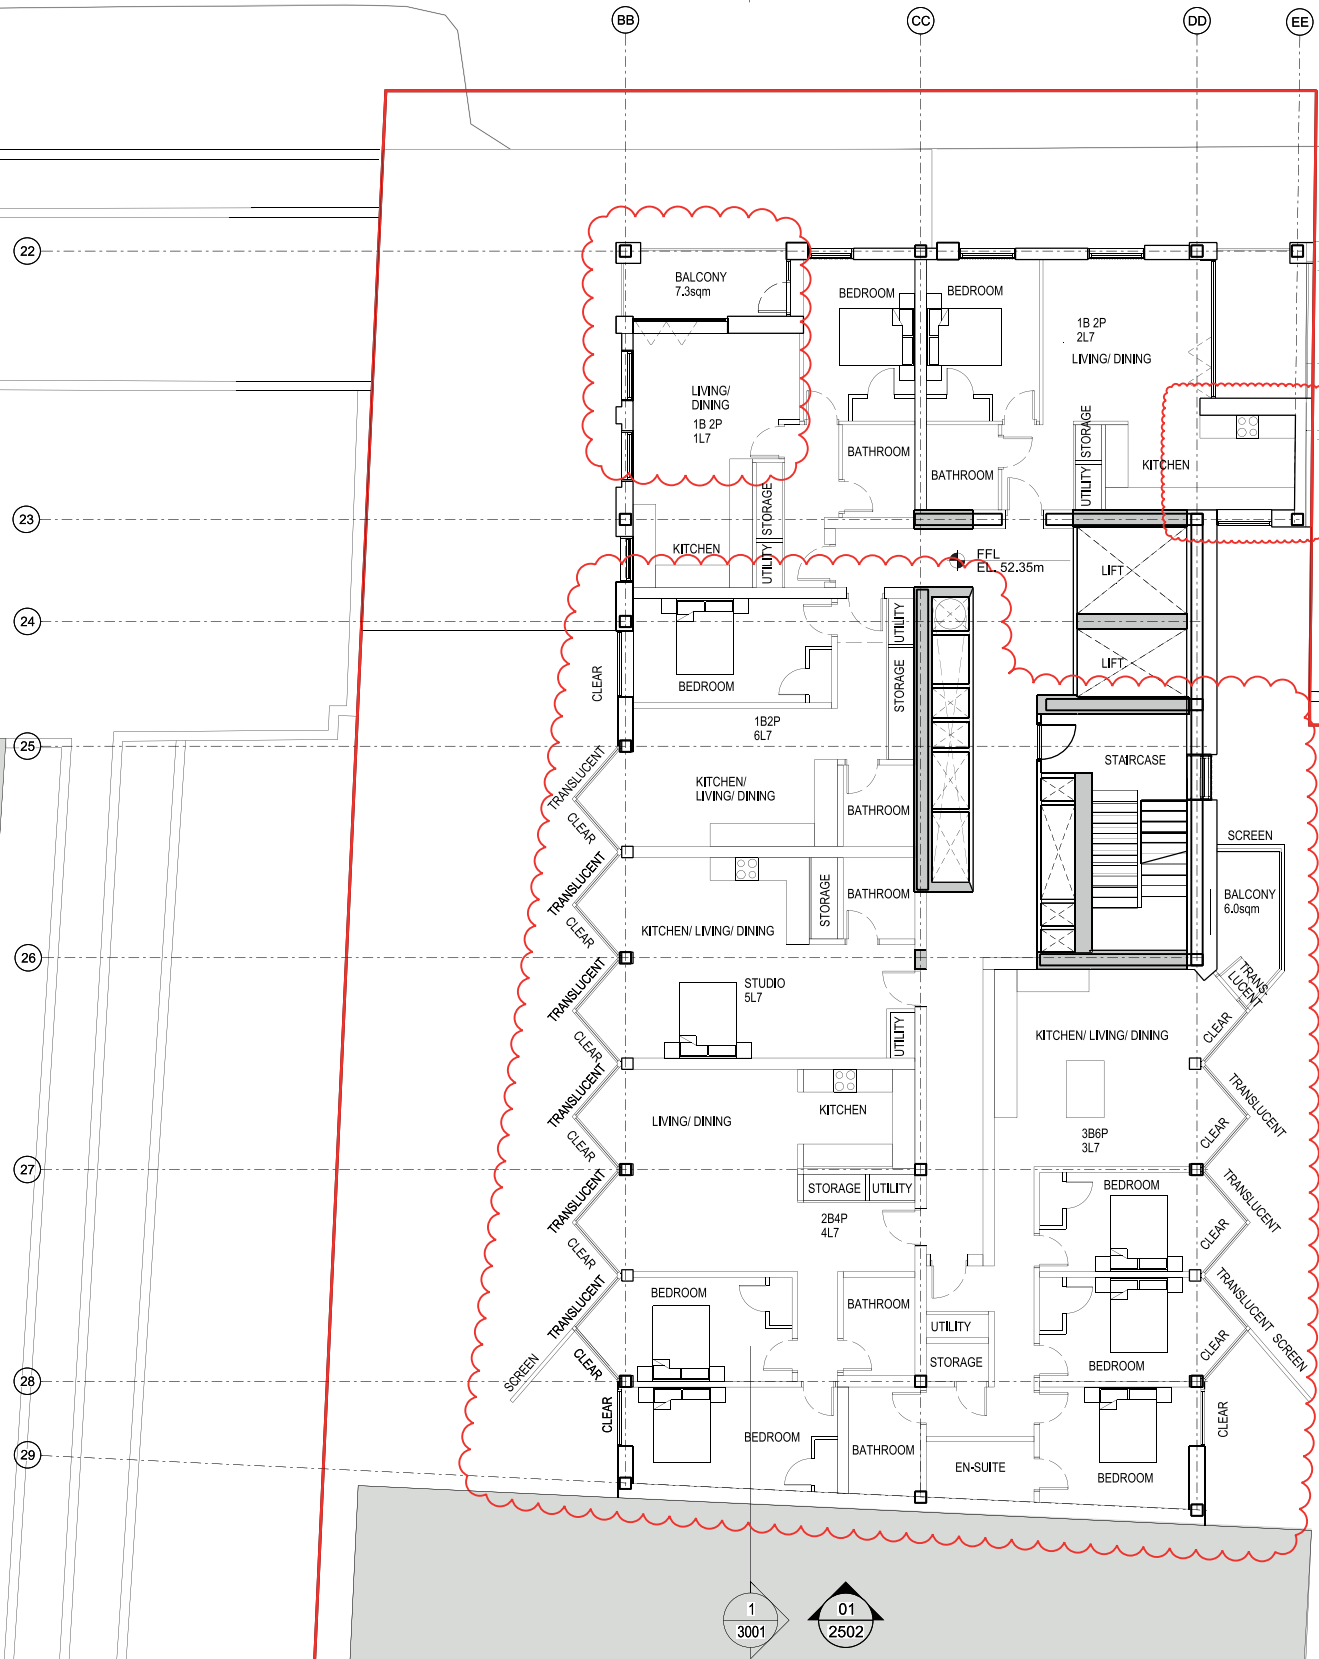 BB
CC
DD
EE
22
BALCONY
7.3sqm
BEDROOM
BEDROOM
1B 2P
2L7
LIVING/ DINING
LIVING/
DINING
1B 2P
1L7
STORAGE
UTILITY
KITCHEN
BATHROOM
BATHROOM
STORAGE
UTILITY
KITCHEN
23
FFL
EL. 52.35m
LIFT
LIFT
24
CLEAR
BEDROOM
UTILITY
STORAGE
1B2P
6L7
25
TRANSLUCENT
CLEAR
KITCHEN/
LIVING/ DINING
BATHROOM
STAIRCASE
SCREEN
BALCONY
6.0sqm
TRANSLUCENT
CLEAR
STORAGE
BATHROOM
KITCHEN/ LIVING/ DINING
26
TRANSLUCENT
CLEAR
STUDIO
5L7
UTILITY
TRANS-
LUCENT
CLEAR
KITCHEN/ LIVING/ DINING
TRANSLUCENT
CLEAR
LIVING/ DINING
KITCHEN
3B6P
3L7
CLEAR
TRANSLUCENT
27
STORAGE
UTILITY
2B4P
4L7
TRANSLUCENT
CLEAR
BEDROOM
CLEAR
TRANSLUCENT
BEDROOM
BATHROOM
UTILITY
STORAGE
TRANSLUCENT
SCREEN
CLEAR
BEDROOM
CLEAR
TRANSLUCENT
SCREEN
28
CLEAR
BEDROOM
BATHROOM
EN-SUITE
BEDROOM
CLEAR
29
1
3001
01
2502